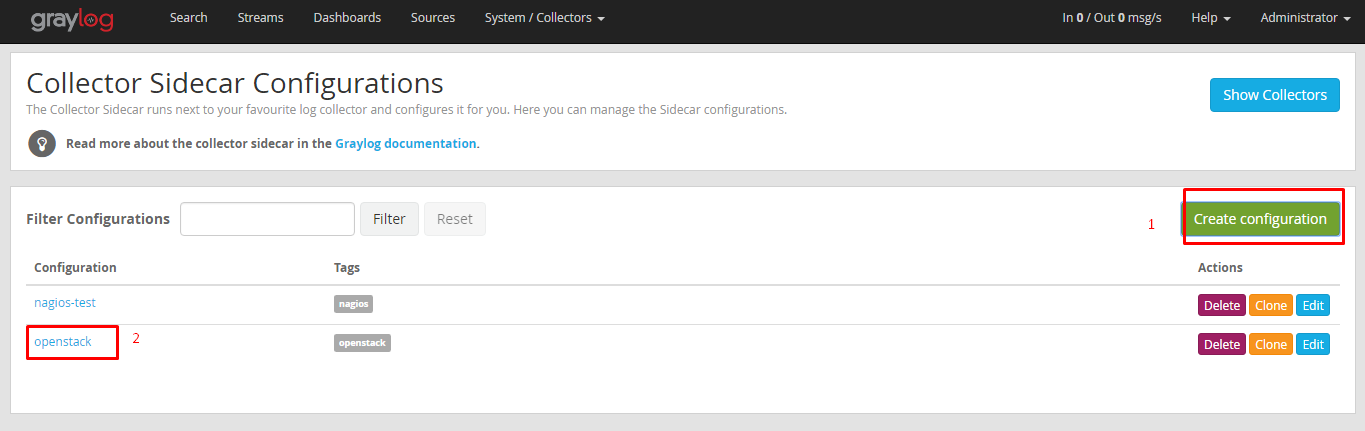 graylog Search Streams Dashboards Sources System / Collectors In 0 / Out 0 msg/s Help Administrator
Collector Sidecar Configurations
The Collector Sidecar runs next to your favourite log collector and configures it for you. Here you can manage the Sidecar configurations.
Show Collectors
Read more about the collector sidecar in the Graylog documentation.
Filter Configurations Filter Reset 1 Create configuration
Configuration Tags Actions
nagios-test nagios Delete Clone Edit
openstack 2 openstack Delete Clone Edit